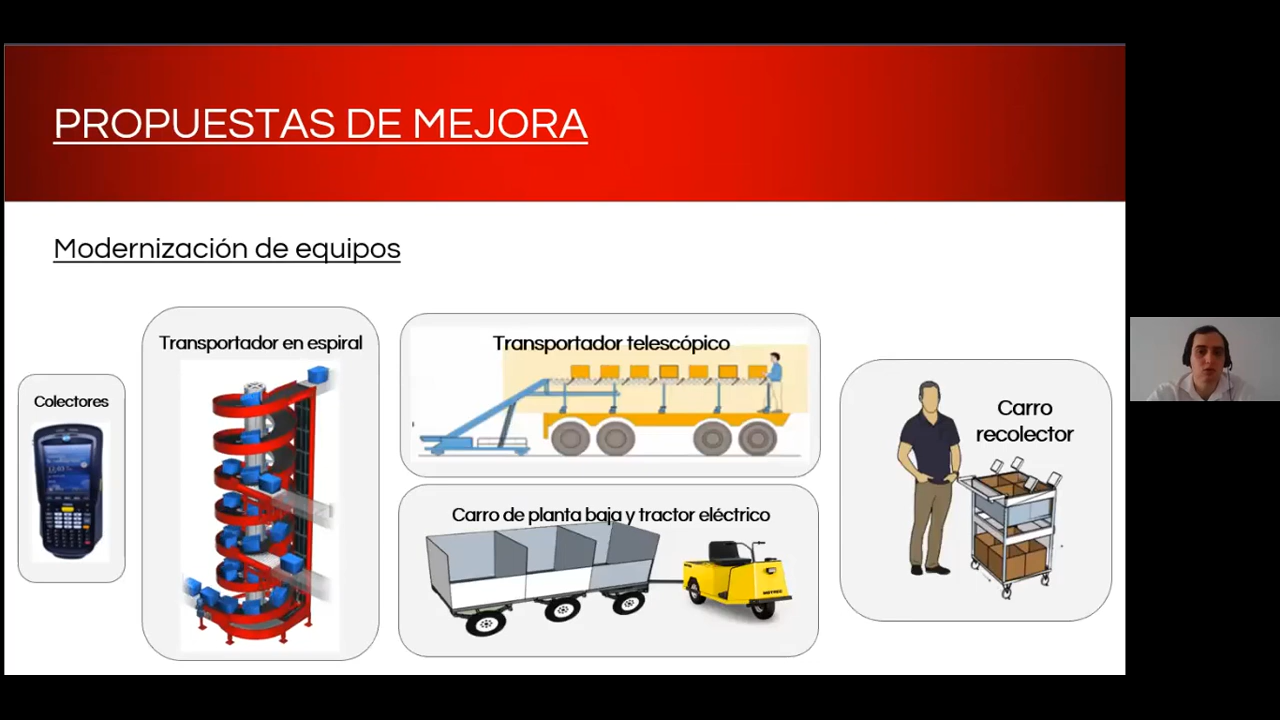 PROPUESTAS DE MEJORA
Modernización de equipos
Colectores
Transportador en espiral
Transportador telescópico
Carro de planta baja y tractor eléctrico
Carro
recolector